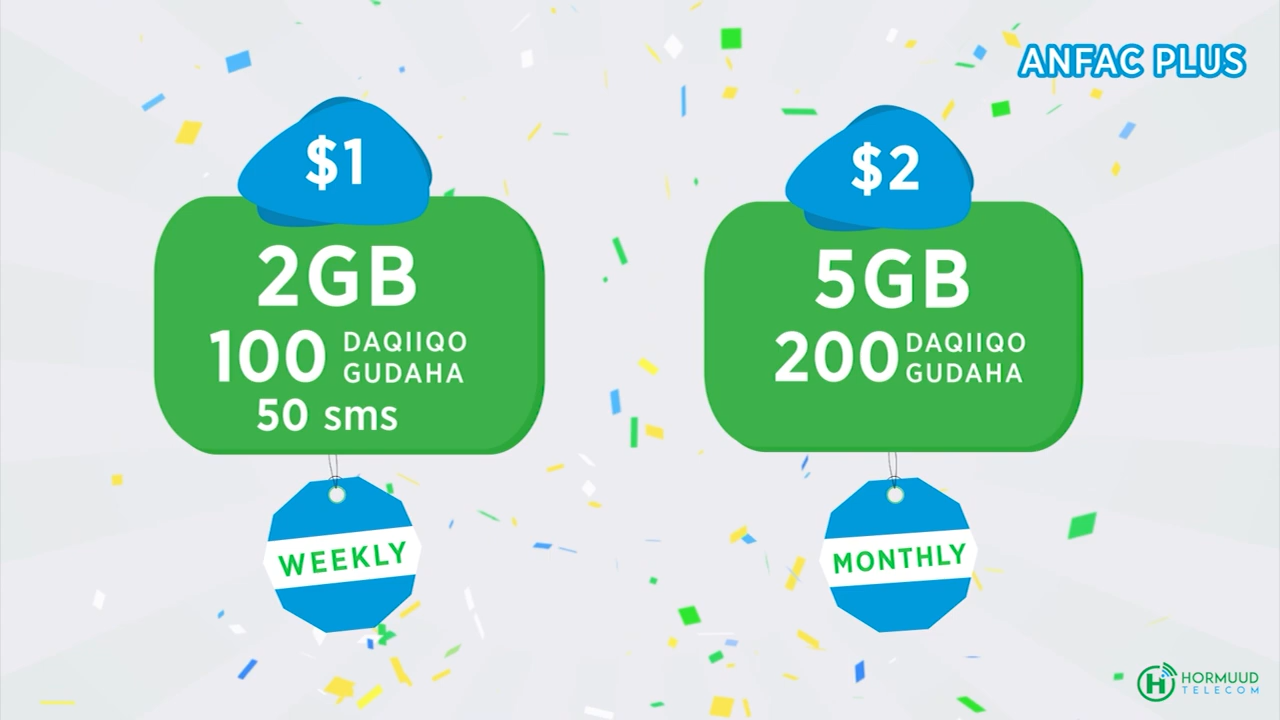 ANFAC PLUS
$1
2GB
100 DAQIIQO GUDAHA
50 sms
WEEKLY
$2
5GB
200 DAQIIQO GUDAHA
MONTHLY
HORMUUD
TELECOM